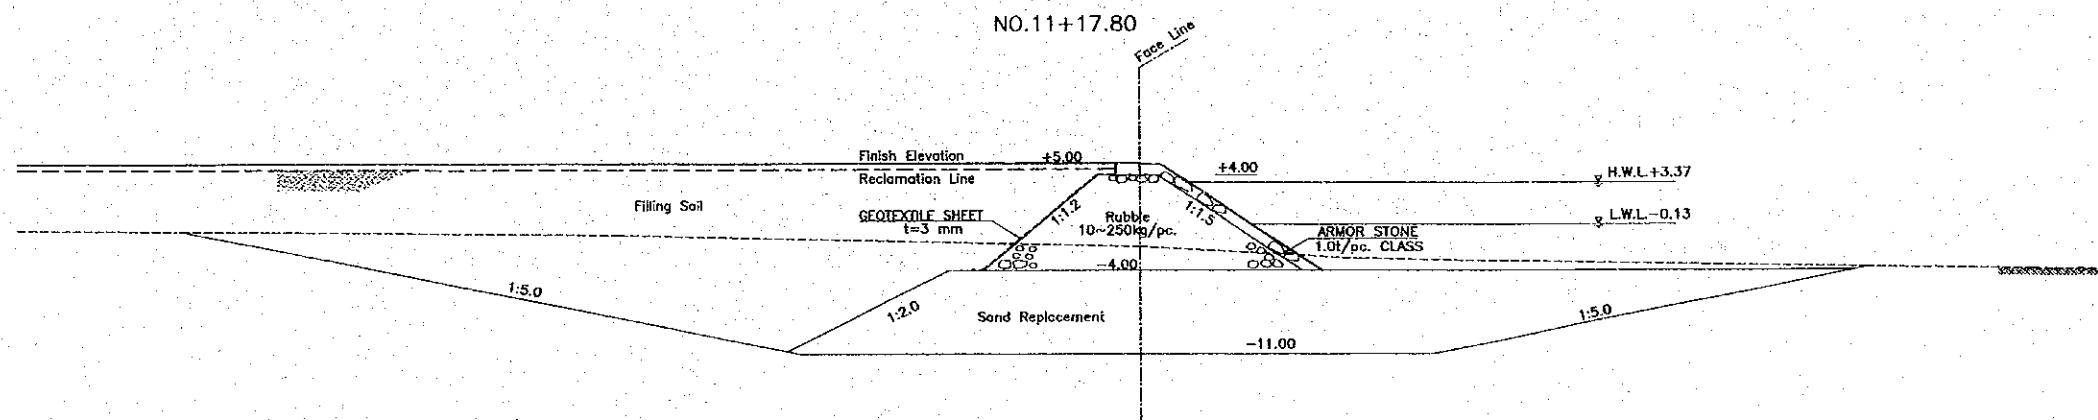 NO.11+17.80
Face Line
Finish Elevation
+5.00
+4.00
H.W.L.+3.37
Reclamation Line
Filling Soil
GEOTEXTILE SHEET
t=3 mm
1:1.2
Rubble
10~250kg/pc.
1:1.5
L.W.L.-0.13
ARMOR STONE
1.0t/pc. CLASS
-4.00
1:5.0
1:2.0
Sand Replacement
1:5.0
-11.00